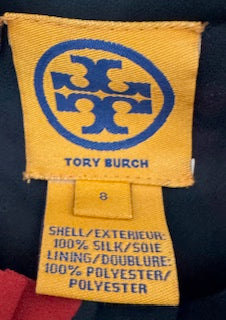 TORY BURCH
8
SHELL/EXTERIEUR:
100% SILK/SOIE
LINING/DOUBLURE:
100% POLYESTER/
POLYESTER